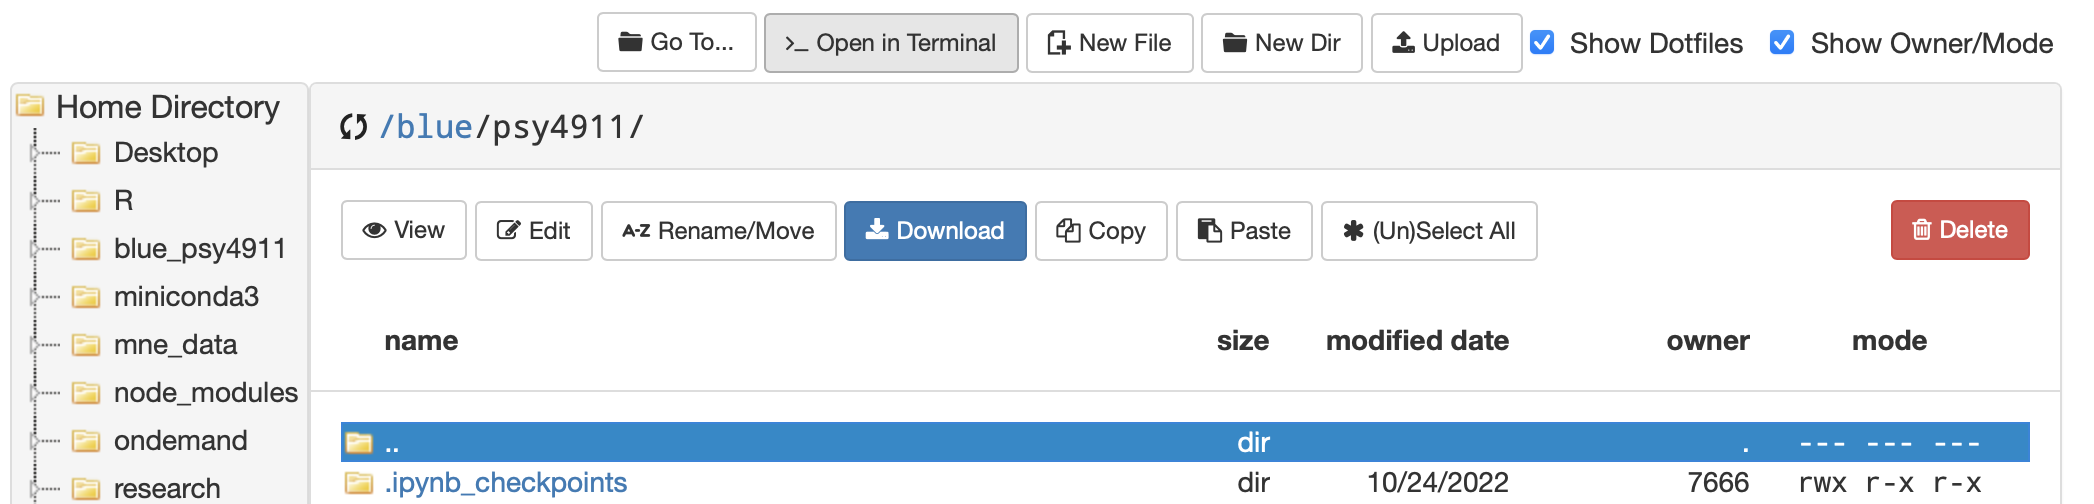 Go To... >_ Open in Terminal New File New Dir Upload Show Dotfiles Show Owner/Mode
Home Directory
/blue/psy4911/
Desktop
R
blue_psy4911
miniconda3
mne_data
node_modules
ondemand
research
View Edit A-Z Rename/Move Download Copy Paste (Un)Select All Delete
name size modified date owner mode
.. dir . --- --- ---
.ipynb_checkpoints dir 10/24/2022 7666 rwx r-x r-x